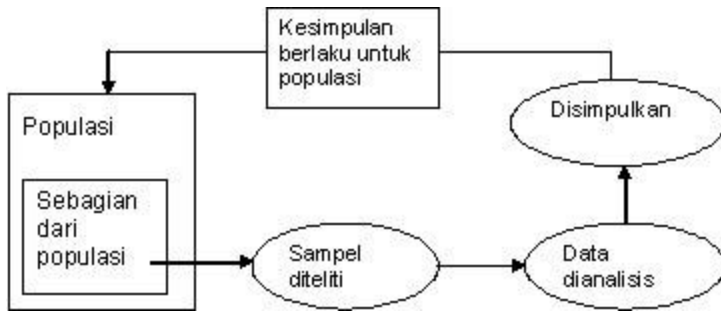 Kesimpulan
berlaku untuk
populasi
Populasi
Disimpulkan
Sebagian
dari
populasi
Sampel
diteliti
Data
dianalisis